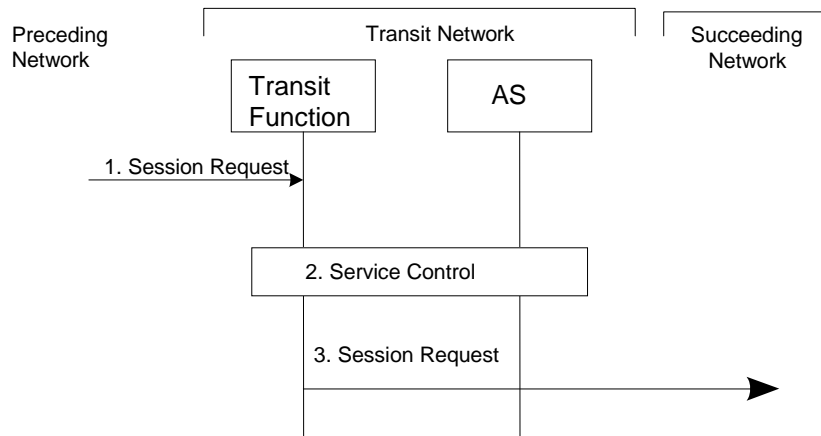 Preceding
Network
Transit Network
Succeeding
Network
Transit
Function
AS
1. Session Request
2. Service Control
3. Session Request